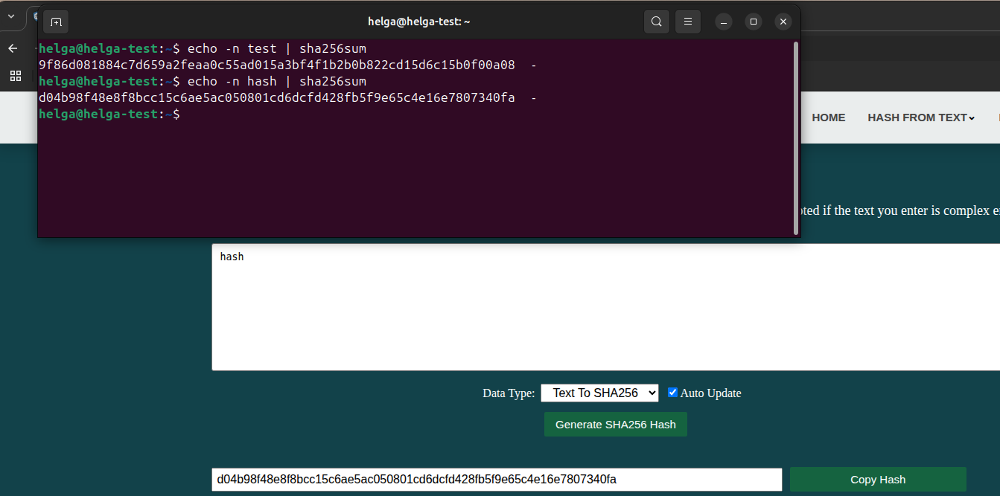 helga@helga-test: ~
helga@helga-test:~$ echo -n test | sha256sum
9f86d081884c7d659a2feaa0c55ad015a3bf4f1b2b0b822cd15d6c15b0f00a08  -
helga@helga-test:~$ echo -n hash | sha256sum
d04b98f48e8f8bcc15c6ae5ac050801cd6dcfd428fb5f9e65c4e16e7807340fa  -
helga@helga-test:~$
HOME HASH FROM TEXT
if the text you enter is complex
hash
Data Type: Text To SHA256 Auto Update
Generate SHA256 Hash
d04b98f48e8f8bcc15c6ae5ac050801cd6dcfd428fb5f9e65c4e16e7807340fa Copy Hash